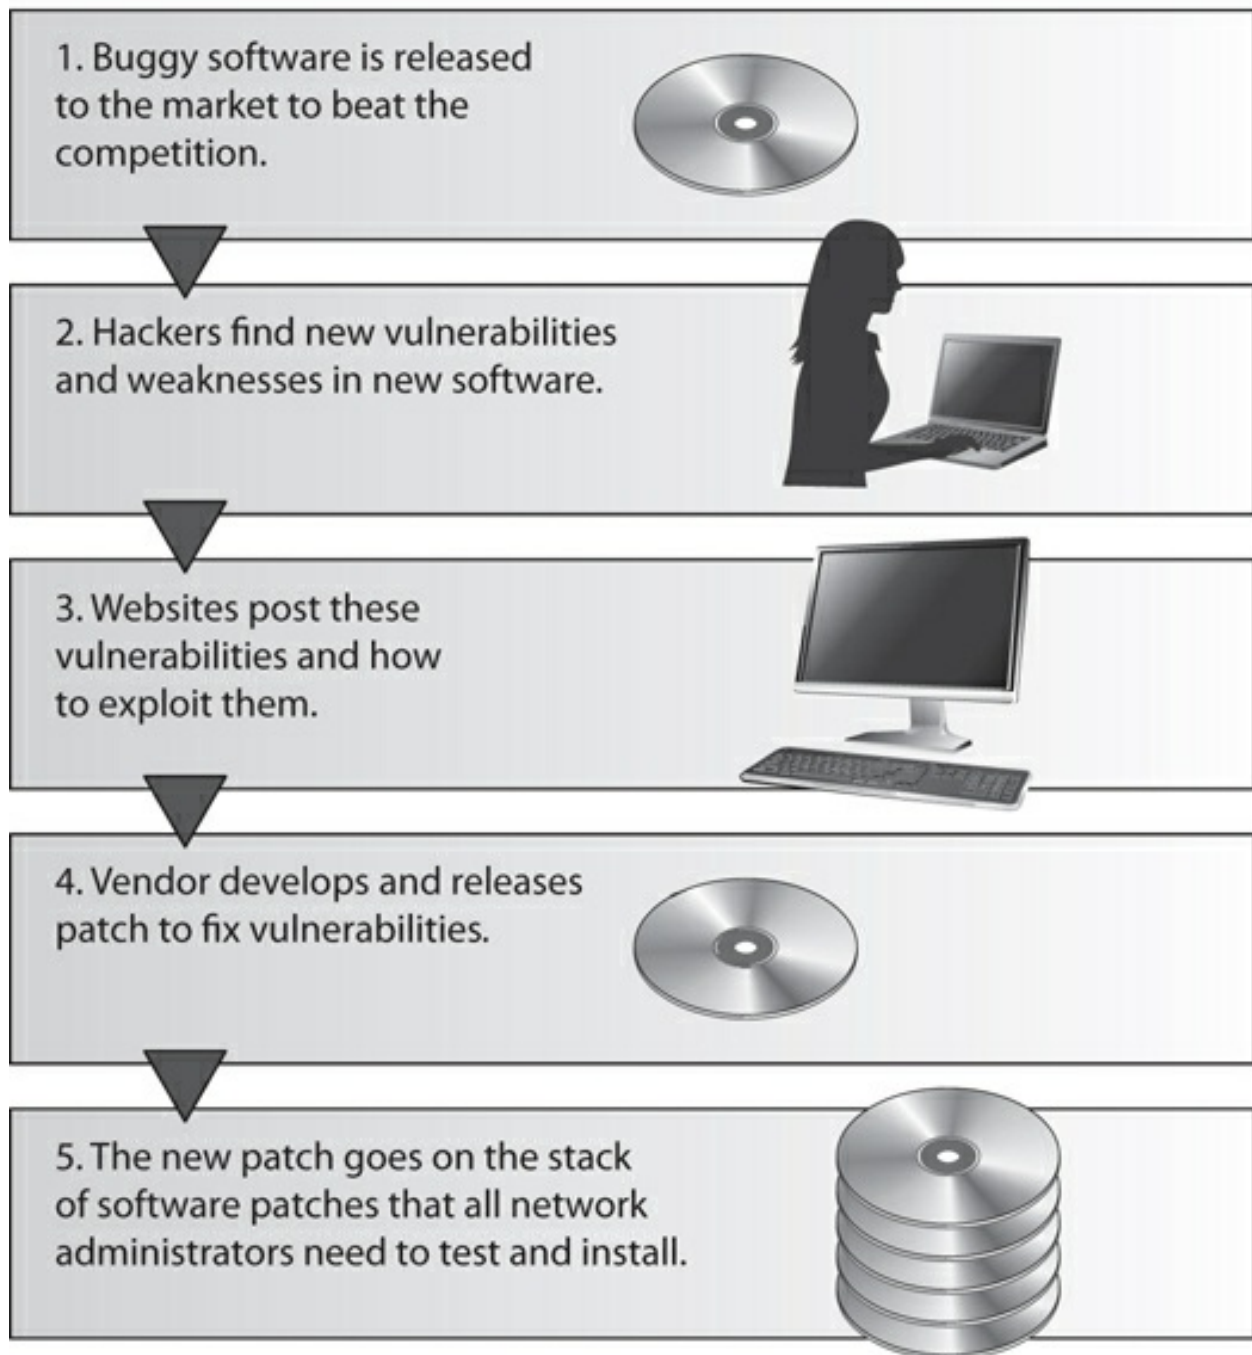 1. Buggy software is released
to the market to beat the
competition.
2. Hackers find new vulnerabilities
and weaknesses in new software.
3. Websites post these
vulnerabilities and how
to exploit them.
4. Vendor develops and releases
patch to fix vulnerabilities.
5. The new patch goes on the stack
of software patches that all network
administrators need to test and install.